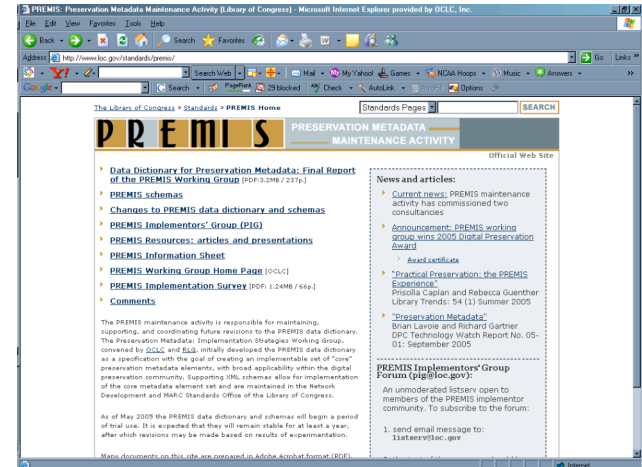 PREMIS: Preservation Metadata Maintenance Activity (Library of Congress) - Microsoft Internet Explorer provided by OCLC, Inc.
File Edit View Favorites Tools Help
Back Search Favorites
Address http://www.loc.gov/standards/premis/ Go Links »
Y! Search Web Mail My Yahoo! Games NCAA Hoops Music Answers »
Google Search PageRank 29 blocked Check AutoLink AutoFill Options
The Library of Congress » Standards » PREMIS Home Standards Pages SEARCH
PREMIS PRESERVATION METADATA
MAINTENANCE ACTIVITY
Official Web Site
Data Dictionary for Preservation Metadata: Final Report
of the PREMIS Working Group [PDF:3.2MB / 237p.]
PREMIS schemas
Changes to PREMIS data dictionary and schemas
PREMIS Implementors' Group (PIG)
PREMIS Resources: articles and presentations
PREMIS Information Sheet
PREMIS Working Group Home Page [OCLC]
PREMIS Implementation Survey [PDF: 1.24MB / 66p.]
Comments
The PREMIS maintenance activity is responsible for maintaining,
supporting, and coordinating future revisions to the PREMIS data dictionary.
The Preservation Metadata: Implementation Strategies Working Group,
convened by OCLC and RLG, initially developed the PREMIS data dictionary
as a specification with the goal of creating an implementable set of "core"
preservation metadata elements, with broad applicability within the digital
preservation community. Supporting XML schemas allow for implementation
of the core metadata element set and are maintained in the Network
Development and MARC Standards Office of the Library of Congress.
As of May 2005 the PREMIS data dictionary and schemas will begin a period
of trial use. It is expected that they will remain stable for at least a year,
after which revisions may be made based on results of experimentation.
Many documents on this site are prepared in Adobe Acrobat format (PDF).
News and articles:
Current news: PREMIS maintenance
activity has commissioned two
consultancies
Announcement: PREMIS working
group wins 2005 Digital Preservation
Award
Award certificate
"Practical Preservation: the PREMIS
Experience"
Priscilla Caplan and Rebecca Guenther
Library Trends: 54 (1) Summer 2005
"Preservation Metadata"
Brian Lavoie and Richard Gartner
DPC Technology Watch Report No. 05-
01: September 2005
PREMIS Implementors' Group
Forum (pig@loc.gov):
An unmoderated listserv open to
members of the PREMIS implementor
community. To subscribe to the forum:
1. send email message to:
listserv@loc.gov
Internet